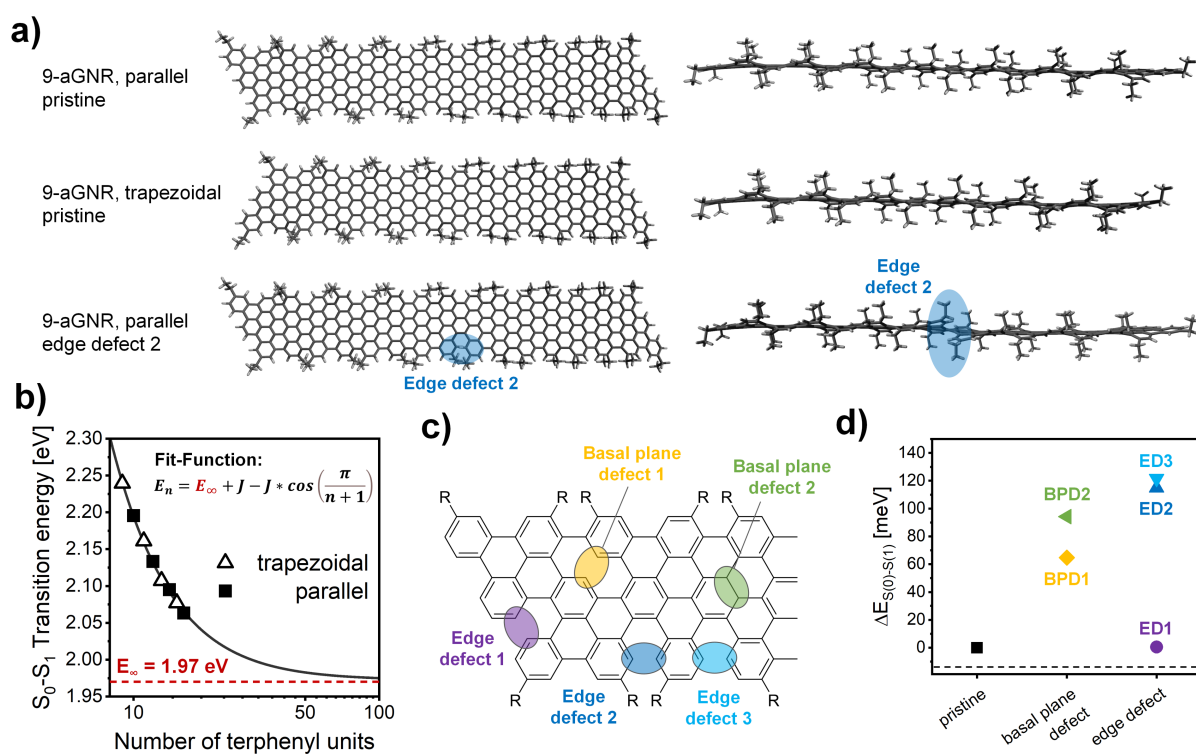 a)
9-aGNR, parallel
pristine
9-aGNR, trapezoidal
pristine
9-aGNR, parallel
edge defect 2
Edge defect 2
Edge
defect 2
b)
S₀-S₁ Transition energy [eV]
2.30
2.25
2.20
2.15
2.10
2.05
2.00
1.95
Fit-Function:
Eₙ = E∞ + J − J * cos(π/(n + 1))
trapezoidal
parallel
E∞ = 1.97 eV
10
100
Number of terphenyl units
c)
Basal plane
defect 1
Basal plane
defect 2
R
R R
R R
R
Edge
defect 1
R
R R
R R
Edge
defect 2
Edge
defect 3
d)
ΔE S(0)-S(1) [meV]
140
120
100
80
60
40
20
0
ED3
ED2
BPD2
BPD1
ED1
pristine
basal plane
defect
edge defect